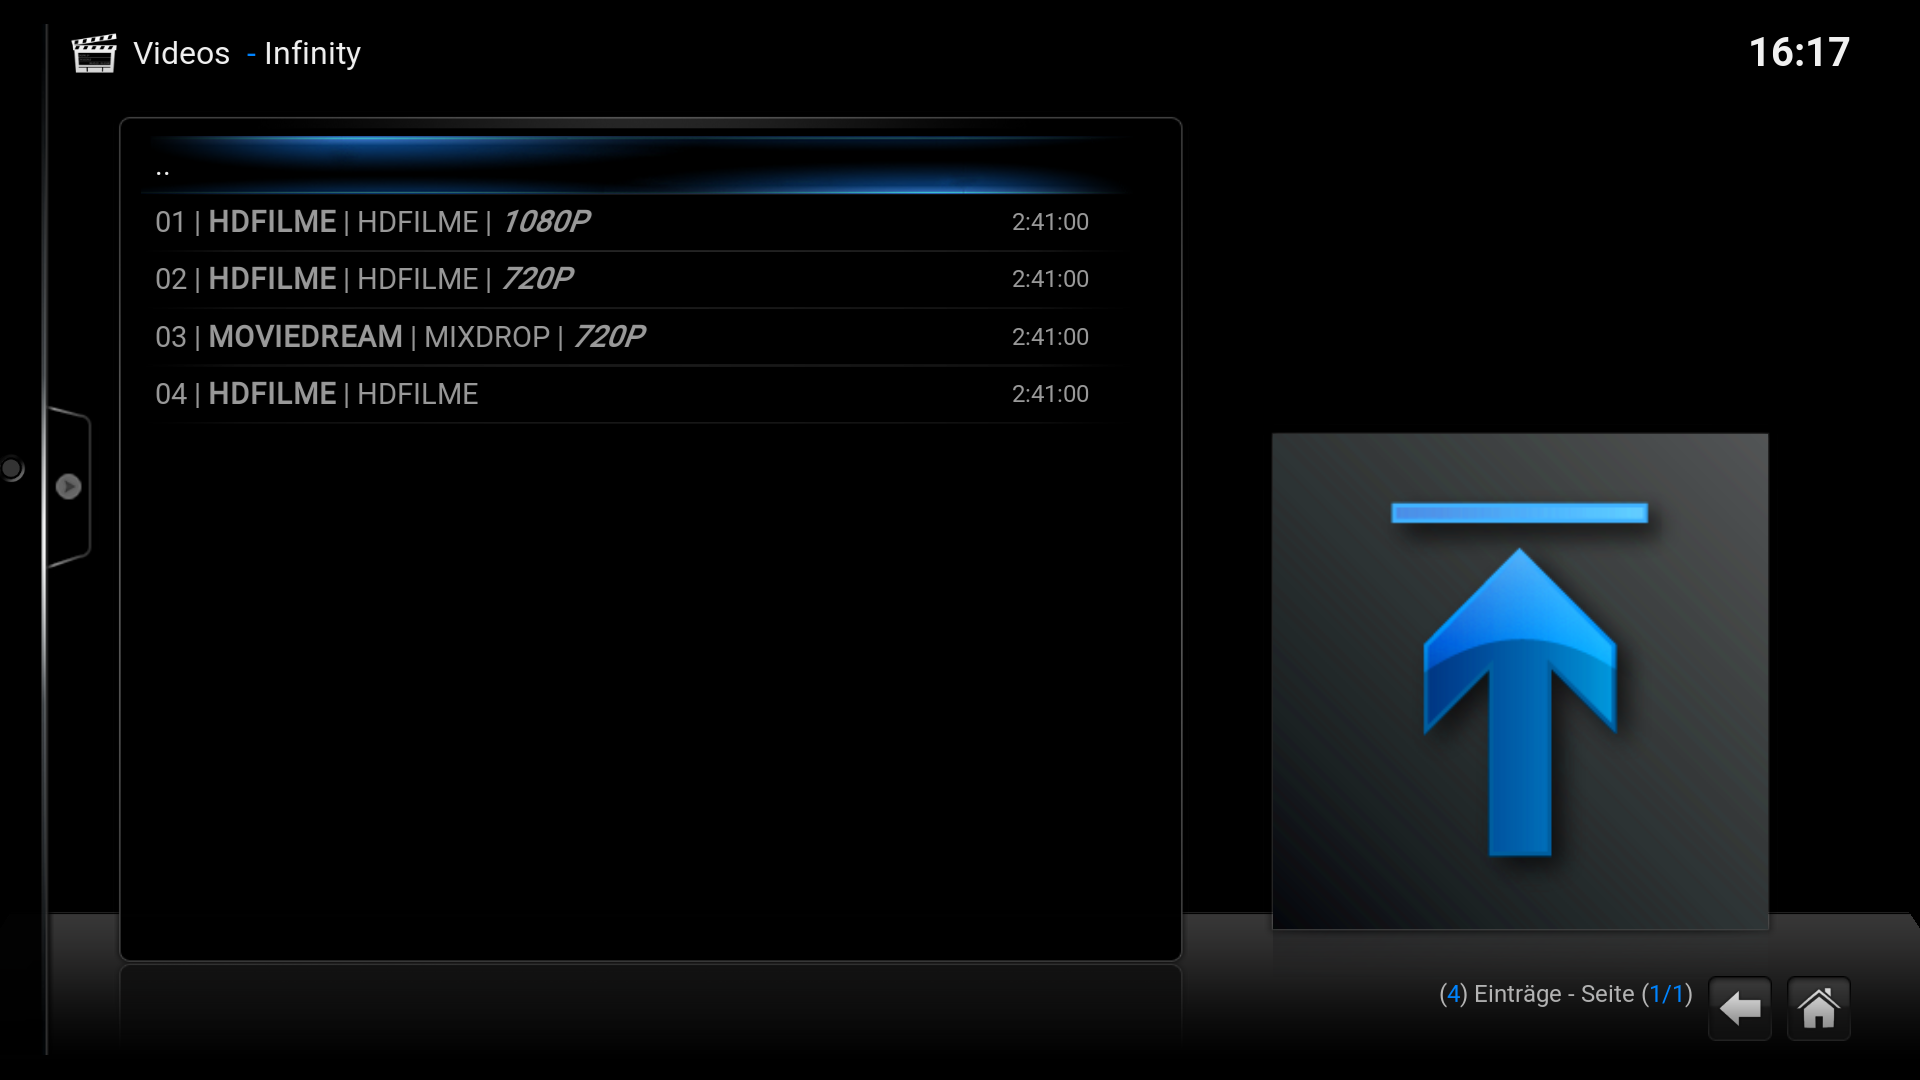 Videos - Infinity
16:17
..
01 | HDFILME | HDFILME | 1080P 2:41:00
02 | HDFILME | HDFILME | 720P 2:41:00
03 | MOVIEDREAM | MIXDROP | 720P 2:41:00
04 | HDFILME | HDFILME 2:41:00
(4) Einträge - Seite (1/1)